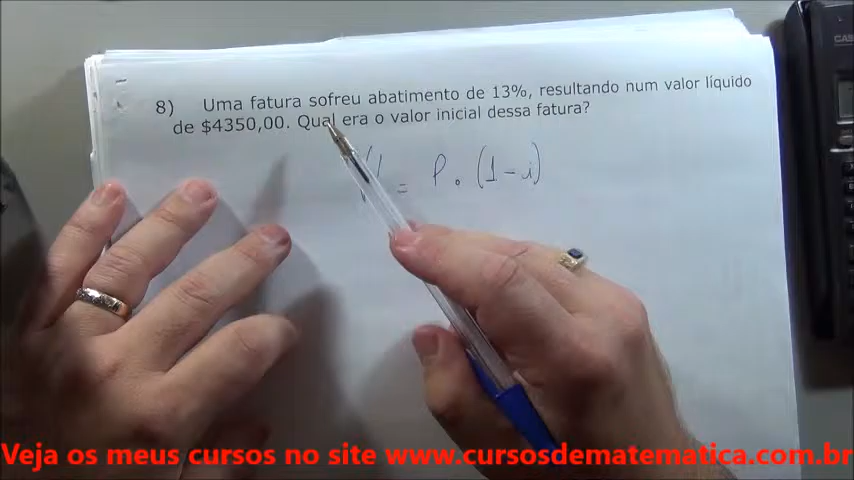 8) Uma fatura sofreu abatimento de 13%, resultando num valor líquido
de $4350,00. Qual era o valor inicial dessa fatura?
= P. (1-i)
Veja os meus cursos no site www.cursosdematematica.com.br